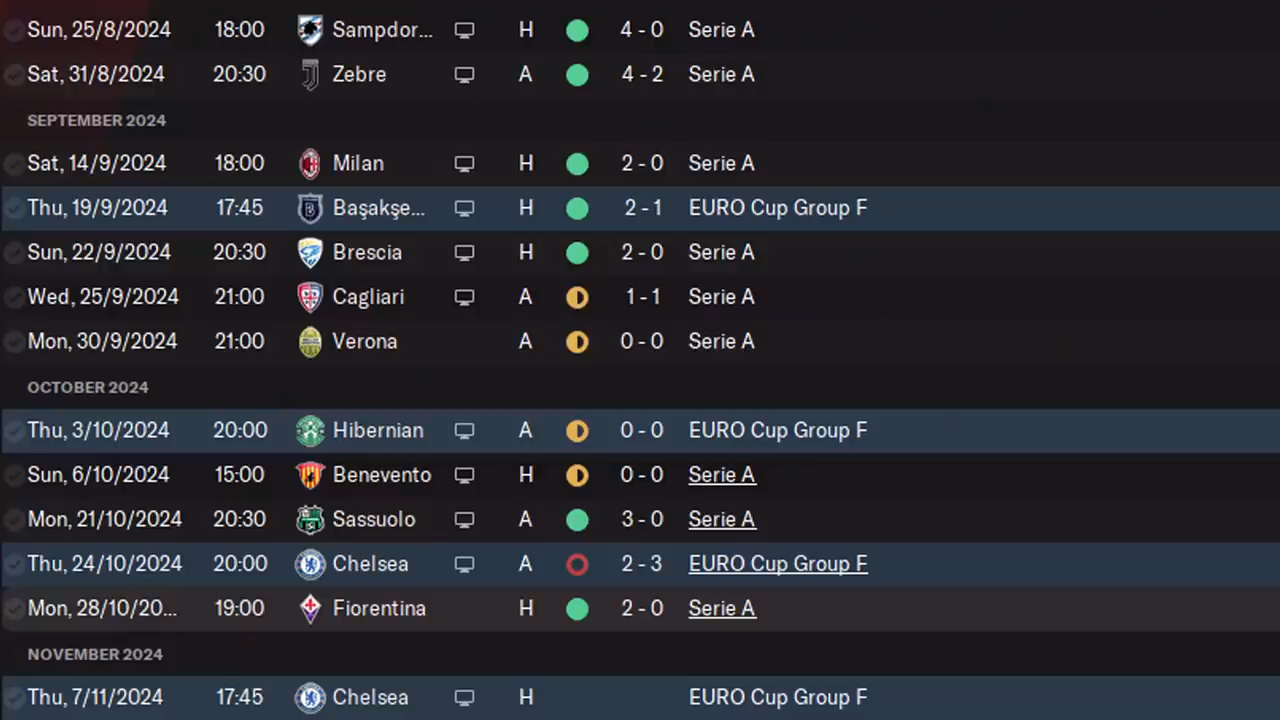 Sun, 25/8/2024 18:00 Sampdor... H 4 - 0 Serie A
Sat, 31/8/2024 20:30 Zebre A 4 - 2 Serie A
SEPTEMBER 2024
Sat, 14/9/2024 18:00 Milan H 2 - 0 Serie A
Thu, 19/9/2024 17:45 Başakşe... H 2 - 1 EURO Cup Group F
Sun, 22/9/2024 20:30 Brescia H 2 - 0 Serie A
Wed, 25/9/2024 21:00 Cagliari A 1 - 1 Serie A
Mon, 30/9/2024 21:00 Verona A 0 - 0 Serie A
OCTOBER 2024
Thu, 3/10/2024 20:00 Hibernian A 0 - 0 EURO Cup Group F
Sun, 6/10/2024 15:00 Benevento H 0 - 0 Serie A
Mon, 21/10/2024 20:30 Sassuolo A 3 - 0 Serie A
Thu, 24/10/2024 20:00 Chelsea A 2 - 3 EURO Cup Group F
Mon, 28/10/20... 19:00 Fiorentina H 2 - 0 Serie A
NOVEMBER 2024
Thu, 7/11/2024 17:45 Chelsea H EURO Cup Group F